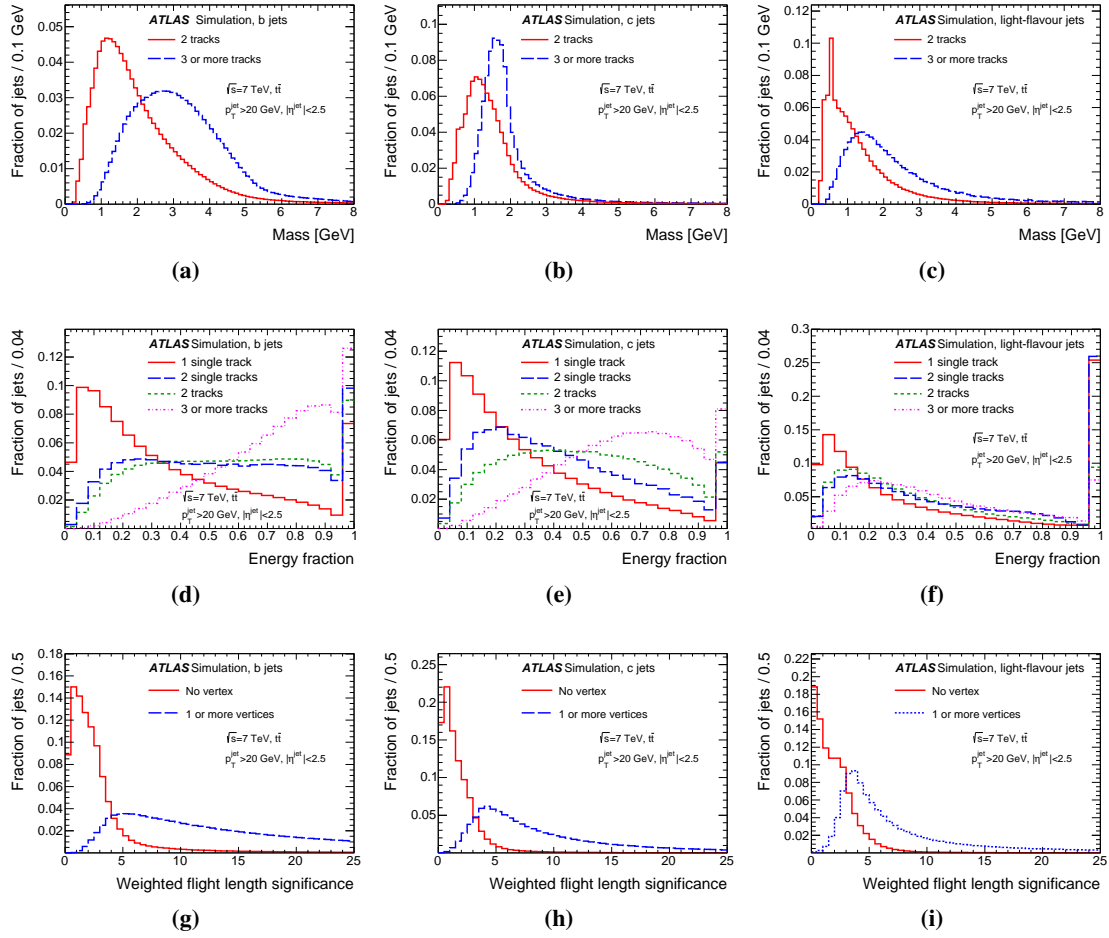 Fraction of jets / 0.1 GeV
ATLAS Simulation, b jets
2 tracks
3 or more tracks
√s=7 TeV, tt̄
p_T^jet>20 GeV, |η^jet|<2.5
0.05
0.04
0.03
0.02
0.01
0
0 1 2 3 4 5 6 7 8
Mass [GeV]
(a)
Fraction of jets / 0.1 GeV
ATLAS Simulation, c jets
2 tracks
3 or more tracks
√s=7 TeV, tt̄
p_T^jet>20 GeV, |η^jet|<2.5
0.1
0.08
0.06
0.04
0.02
0
0 1 2 3 4 5 6 7 8
Mass [GeV]
(b)
Fraction of jets / 0.1 GeV
ATLAS Simulation, light-flavour jets
2 tracks
3 or more tracks
√s=7 TeV, tt̄
p_T^jet>20 GeV, |η^jet|<2.5
0.12
0.1
0.08
0.06
0.04
0.02
0
0 1 2 3 4 5 6 7 8
Mass [GeV]
(c)
Fraction of jets / 0.04
ATLAS Simulation, b jets
1 single track
2 single tracks
2 tracks
3 or more tracks
√s=7 TeV, tt̄
p_T^jet>20 GeV, |η^jet|<2.5
0.12
0.1
0.08
0.06
0.04
0.02
0 0.1 0.2 0.3 0.4 0.5 0.6 0.7 0.8 0.9 1
Energy fraction
(d)
Fraction of jets / 0.04
ATLAS Simulation, c jets
1 single track
2 single tracks
2 tracks
3 or more tracks
√s=7 TeV, tt̄
p_T^jet>20 GeV, |η^jet|<2.5
0.12
0.1
0.08
0.06
0.04
0.02
0 0.1 0.2 0.3 0.4 0.5 0.6 0.7 0.8 0.9 1
Energy fraction
(e)
Fraction of jets / 0.04
ATLAS Simulation, light-flavour jets
1 single track
2 single tracks
2 tracks
3 or more tracks
√s=7 TeV, tt̄
p_T^jet>20 GeV, |η^jet|<2.5
0.3
0.25
0.2
0.15
0.1
0.05
0 0.1 0.2 0.3 0.4 0.5 0.6 0.7 0.8 0.9 1
Energy fraction
(f)
Fraction of jets / 0.5
ATLAS Simulation, b jets
No vertex
1 or more vertices
√s=7 TeV, tt̄
p_T^jet>20 GeV, |η^jet|<2.5
0.18
0.16
0.14
0.12
0.1
0.08
0.06
0.04
0.02
0 5 10 15 20 25
Weighted flight length significance
(g)
Fraction of jets / 0.5
ATLAS Simulation, c jets
No vertex
1 or more vertices
√s=7 TeV, tt̄
p_T^jet>20 GeV, |η^jet|<2.5
0.25
0.2
0.15
0.1
0.05
0 5 10 15 20 25
Weighted flight length significance
(h)
Fraction of jets / 0.5
ATLAS Simulation, light-flavour jets
No vertex
1 or more vertices
√s=7 TeV, tt̄
p_T^jet>20 GeV, |η^jet|<2.5
0.22
0.2
0.18
0.16
0.14
0.12
0.1
0.08
0.06
0.04
0.02
0 5 10 15 20 25
Weighted flight length significance
(i)